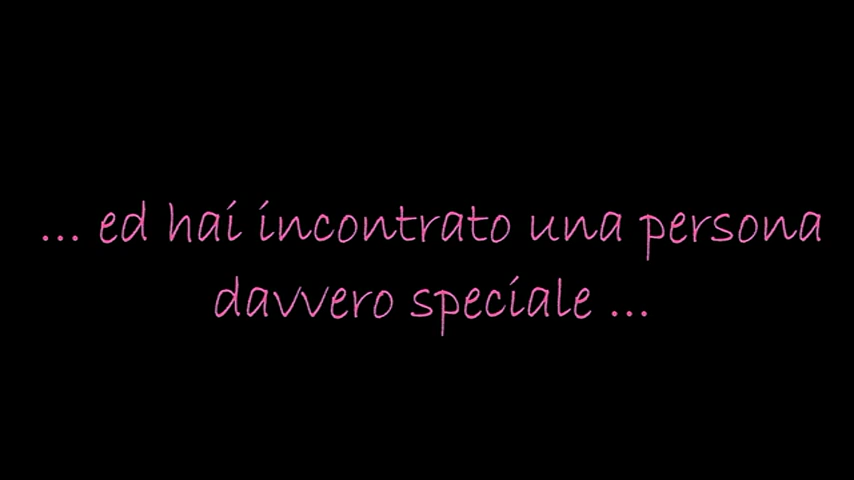 ... ed hai incontrato una persona
davvero speciale ...